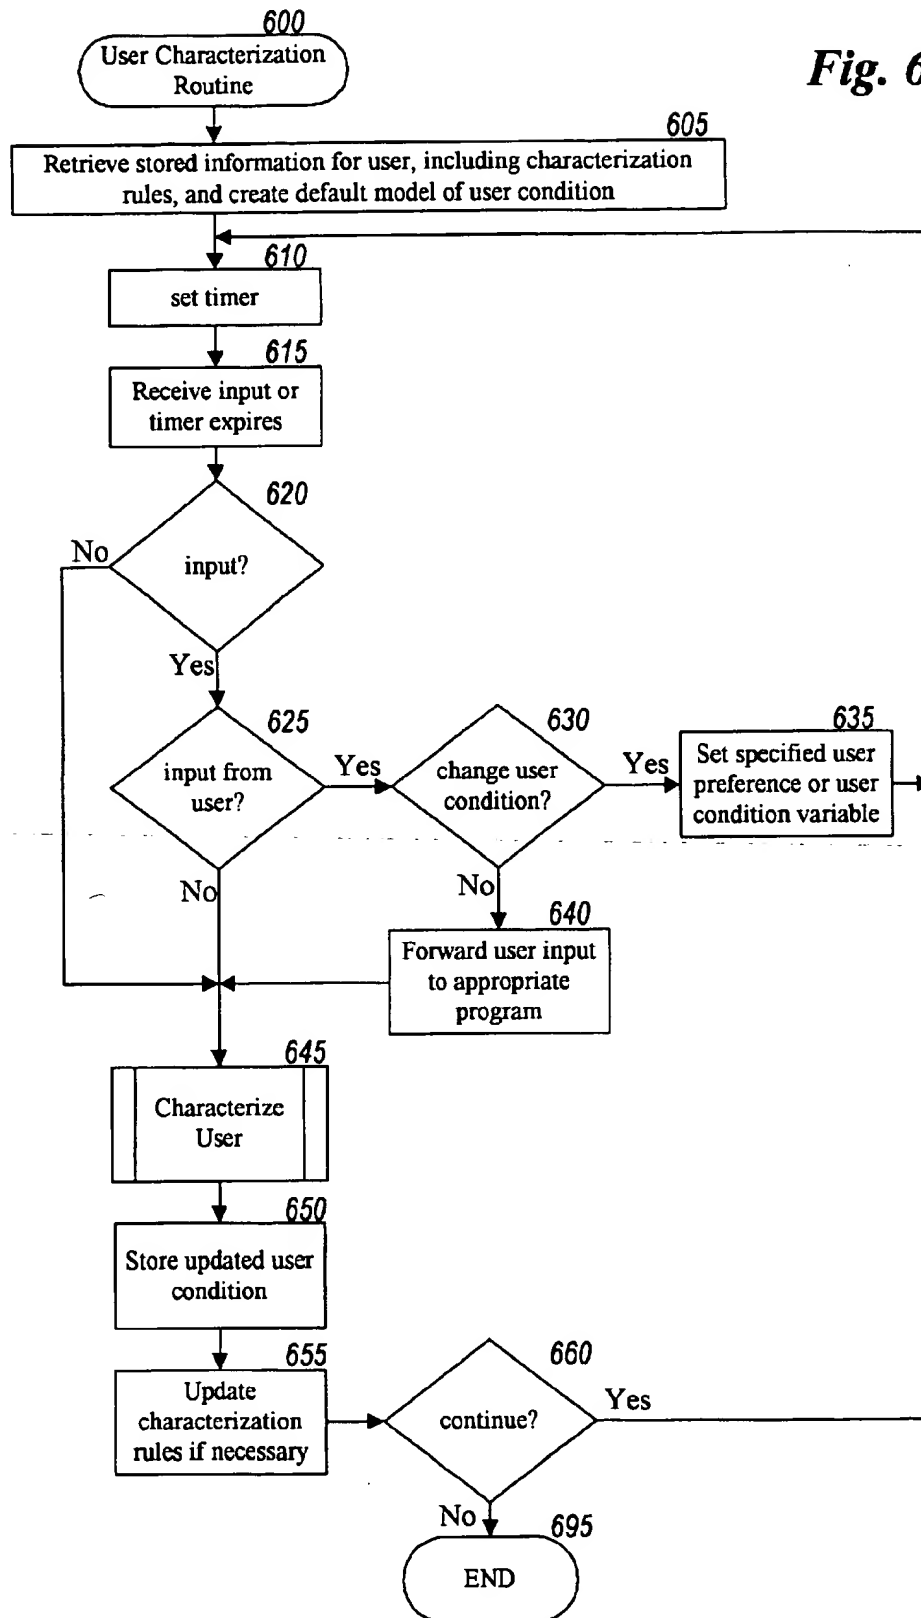 600
User Characterization
Routine
Fig. 6
605
Retrieve stored information for user, including characterization
rules, and create default model of user condition
610
set timer
615
Receive input or
timer expires
620
No
input?
Yes
625
630
635
input from
user?
Yes
change user
condition?
Yes
Set specified user
preference or user
condition variable
No
No
640
Forward user input
to appropriate
program
645
Characterize
User
650
Store updated user
condition
655
660
Update
characterization
rules if necessary
continue?
Yes
No
695
END